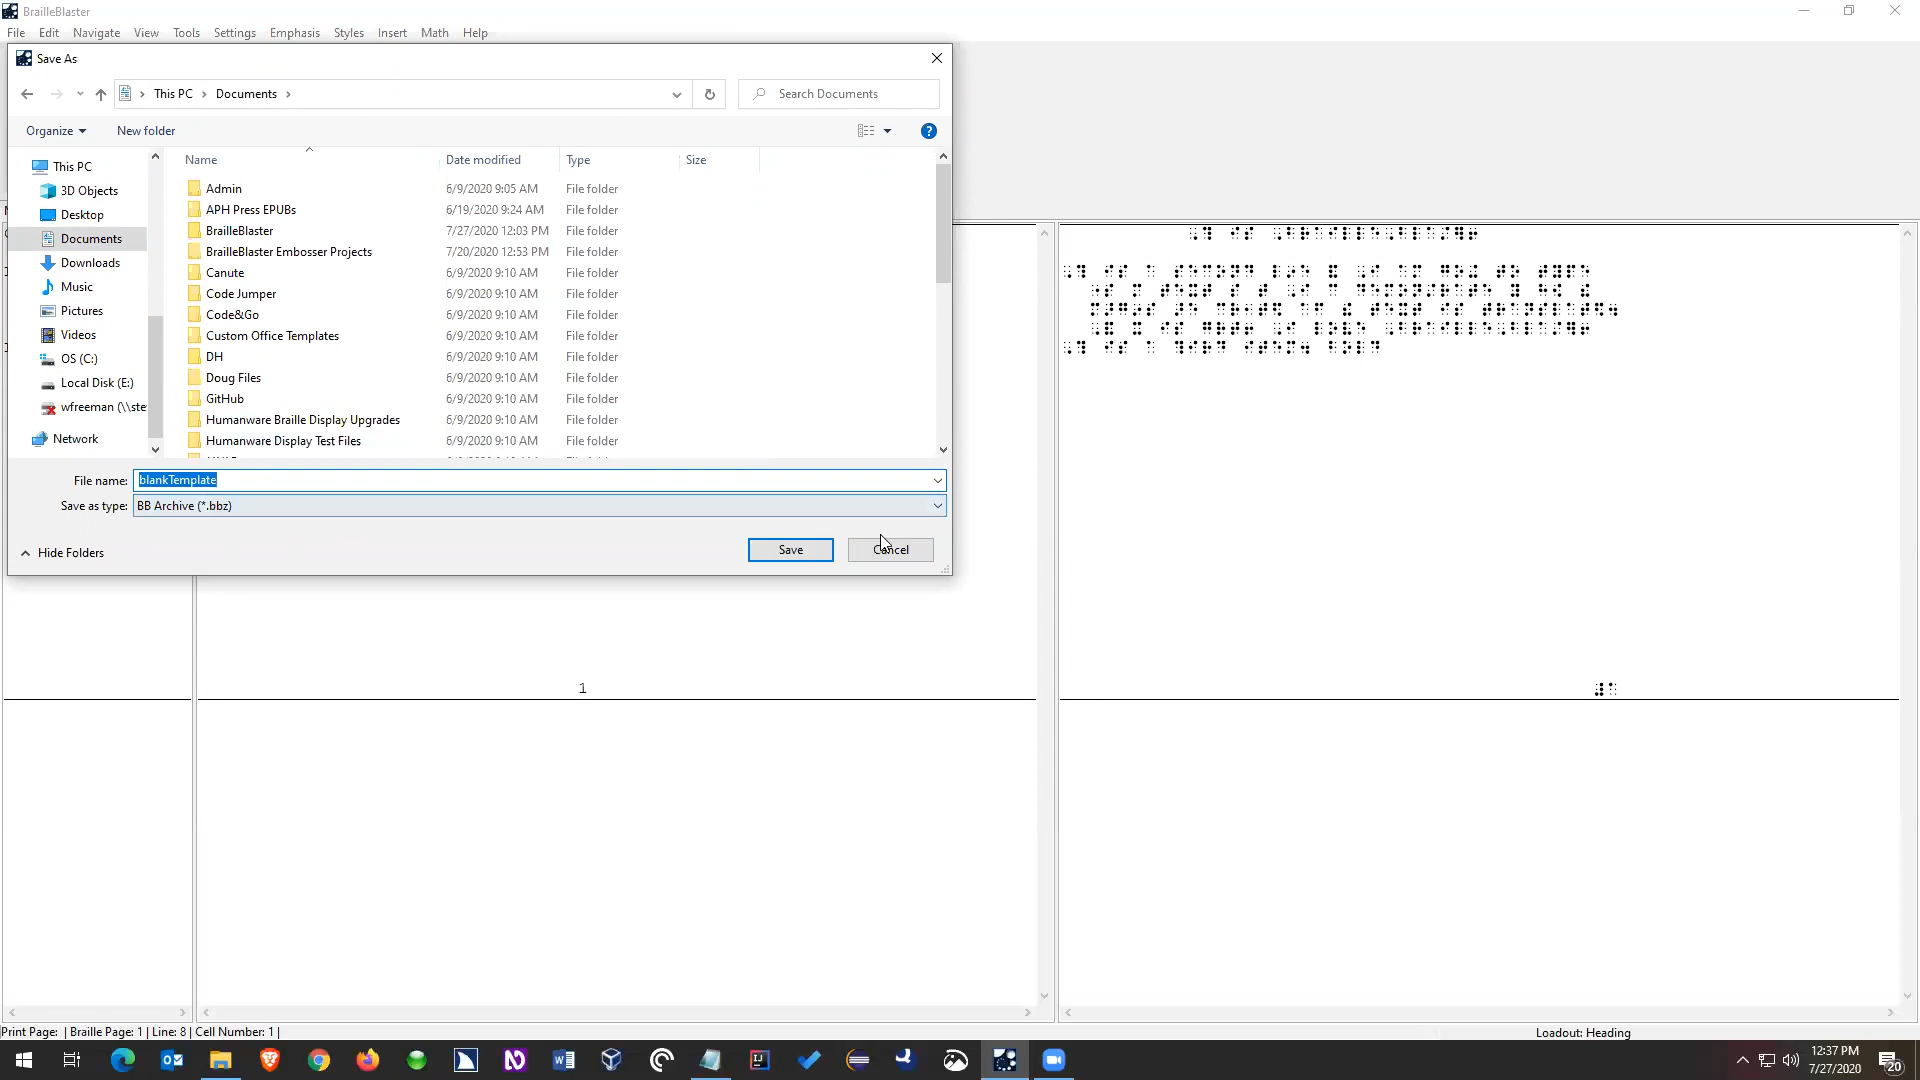 BrailleBlaster
File Edit Navigate View Tools Settings Emphasis Styles Insert Math Help
Save As
This PC > Documents >
Search Documents
Organize
New folder
This PC
3D Objects
Desktop
Documents
Downloads
Music
Pictures
Videos
OS (C:)
Local Disk (E:)
wfreeman (\\ste
Network
Name Date modified Type Size
Admin 6/9/2020 9:05 AM File folder
APH Press EPUBs 6/19/2020 9:24 AM File folder
BrailleBlaster 7/27/2020 12:03 PM File folder
BrailleBlaster Embosser Projects 7/20/2020 12:53 PM File folder
Canute 6/9/2020 9:10 AM File folder
Code Jumper 6/9/2020 9:10 AM File folder
Code&Go 6/9/2020 9:10 AM File folder
Custom Office Templates 6/9/2020 9:10 AM File folder
DH 6/9/2020 9:10 AM File folder
Doug Files 6/9/2020 9:10 AM File folder
GitHub 6/9/2020 9:10 AM File folder
Humanware Braille Display Upgrades 6/9/2020 9:10 AM File folder
Humanware Display Test Files 6/9/2020 9:10 AM File folder
File name: blankTemplate
Save as type: BB Archive (*.bbz)
Hide Folders
Save
Cancel
1
⠼⠁
Print Page: | Braille Page: 1 | Line: 8 | Cell Number: 1 |
Loadout: Heading
12:37 PM
7/27/2020
20